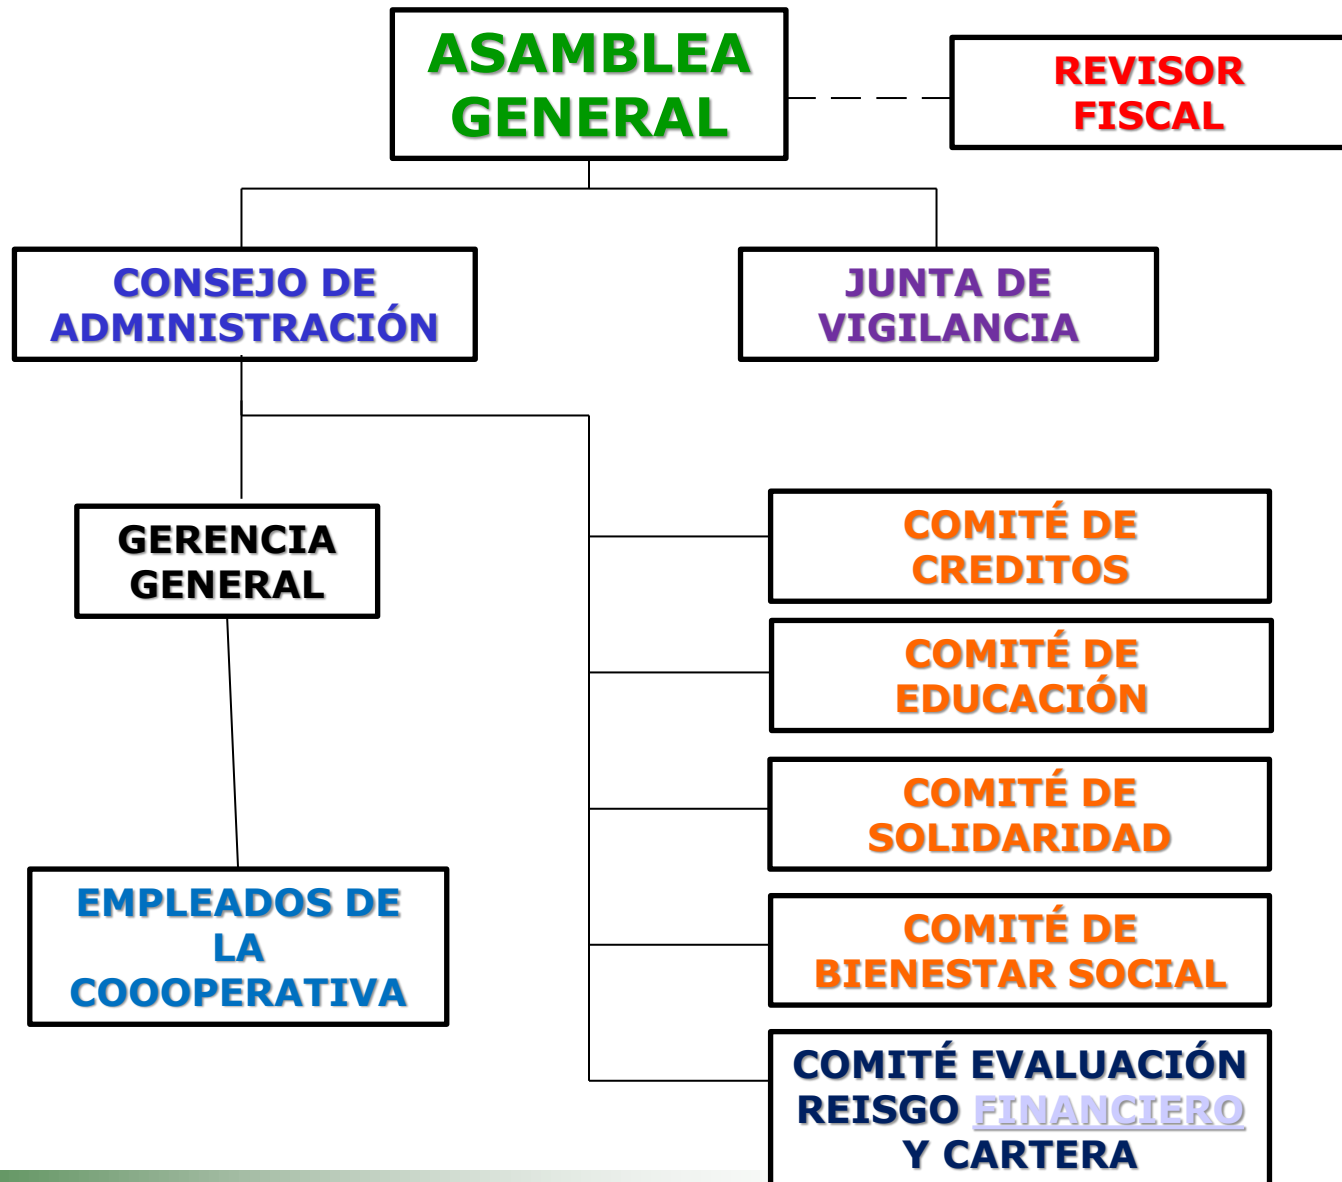 ASAMBLEA
GENERAL
REVISOR
FISCAL
CONSEJO DE
ADMINISTRACIÓN
JUNTA DE
VIGILANCIA
GERENCIA
GENERAL
EMPLEADOS DE
LA
COOOPERATIVA
COMITÉ DE
CREDITOS
COMITÉ DE
EDUCACIÓN
COMITÉ DE
SOLIDARIDAD
COMITÉ DE
BIENESTAR SOCIAL
COMITÉ EVALUACIÓN
REISGO FINANCIERO
Y CARTERA